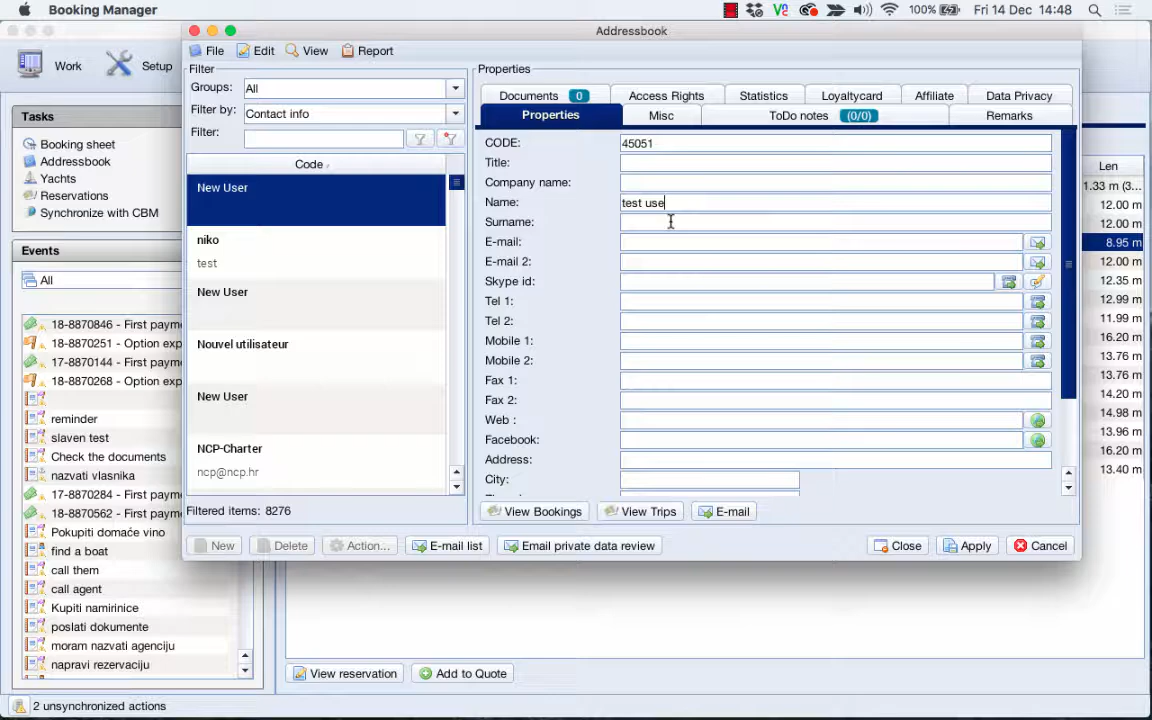 Booking Manager
100% Fri 14 Dec 14:48
Addressbook
Work
Setup
Tasks
Booking sheet
Addressbook
Yachts
Reservations
Synchronize with CBM
Events
All
18-8870846 - First payme
18-8870251 - Option exp
17-8870144 - First payme
18-8870268 - Option exp
reminder
slaven test
Check the documents
nazvati vlasnika
17-8870284 - First payme
18-8870562 - First payme
Pokupiti domaće vino
find a boat
call them
call agent
Kupiti namirinice
poslati dokumente
moram nazvati agenciju
napravi rezervaciju
2 unsynchronized actions
File
Edit
View
Report
Filter
Groups: All
Filter by: Contact info
Filter:
Code
New User
niko
test
New User
Nouvel utilisateur
New User
NCP-Charter
ncp@ncp.hr
Filtered items: 8276
Properties
Documents 0
Access Rights
Statistics
Loyaltycard
Affiliate
Data Privacy
Properties
Misc
ToDo notes (0/0)
Remarks
CODE: 45051
Title:
Company name:
Name: test use
Surname:
E-mail:
E-mail 2:
Skype id:
Tel 1:
Tel 2:
Mobile 1:
Mobile 2:
Fax 1:
Fax 2:
Web :
Facebook:
Address:
City:
View Bookings
View Trips
E-mail
New
Delete
Action...
E-mail list
Email private data review
Close
Apply
Cancel
Len
1.33 m (3...
12.00 m
12.00 m
8.95 m
12.00 m
12.35 m
12.99 m
11.99 m
16.20 m
13.76 m
13.76 m
14.20 m
14.98 m
13.96 m
16.20 m
13.40 m
View reservation
Add to Quote